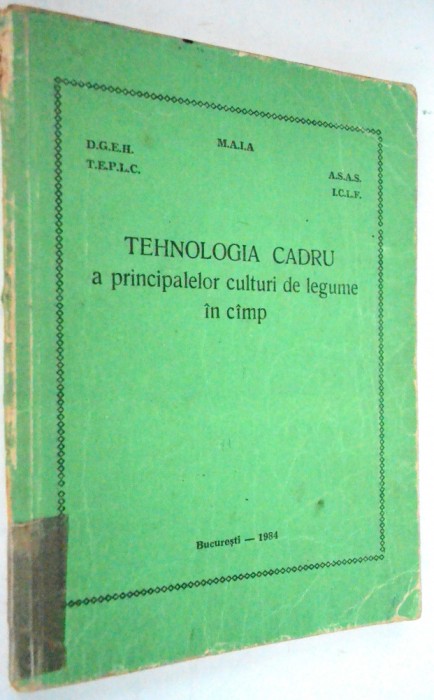 D.G.E.H.
T.E.P.L.C.
M.A.I.A
A.S.A.S.
I.C.L.F.
TEHNOLOGIA CADRU
a principalelor culturi de legume
în cîmp
București — 1984